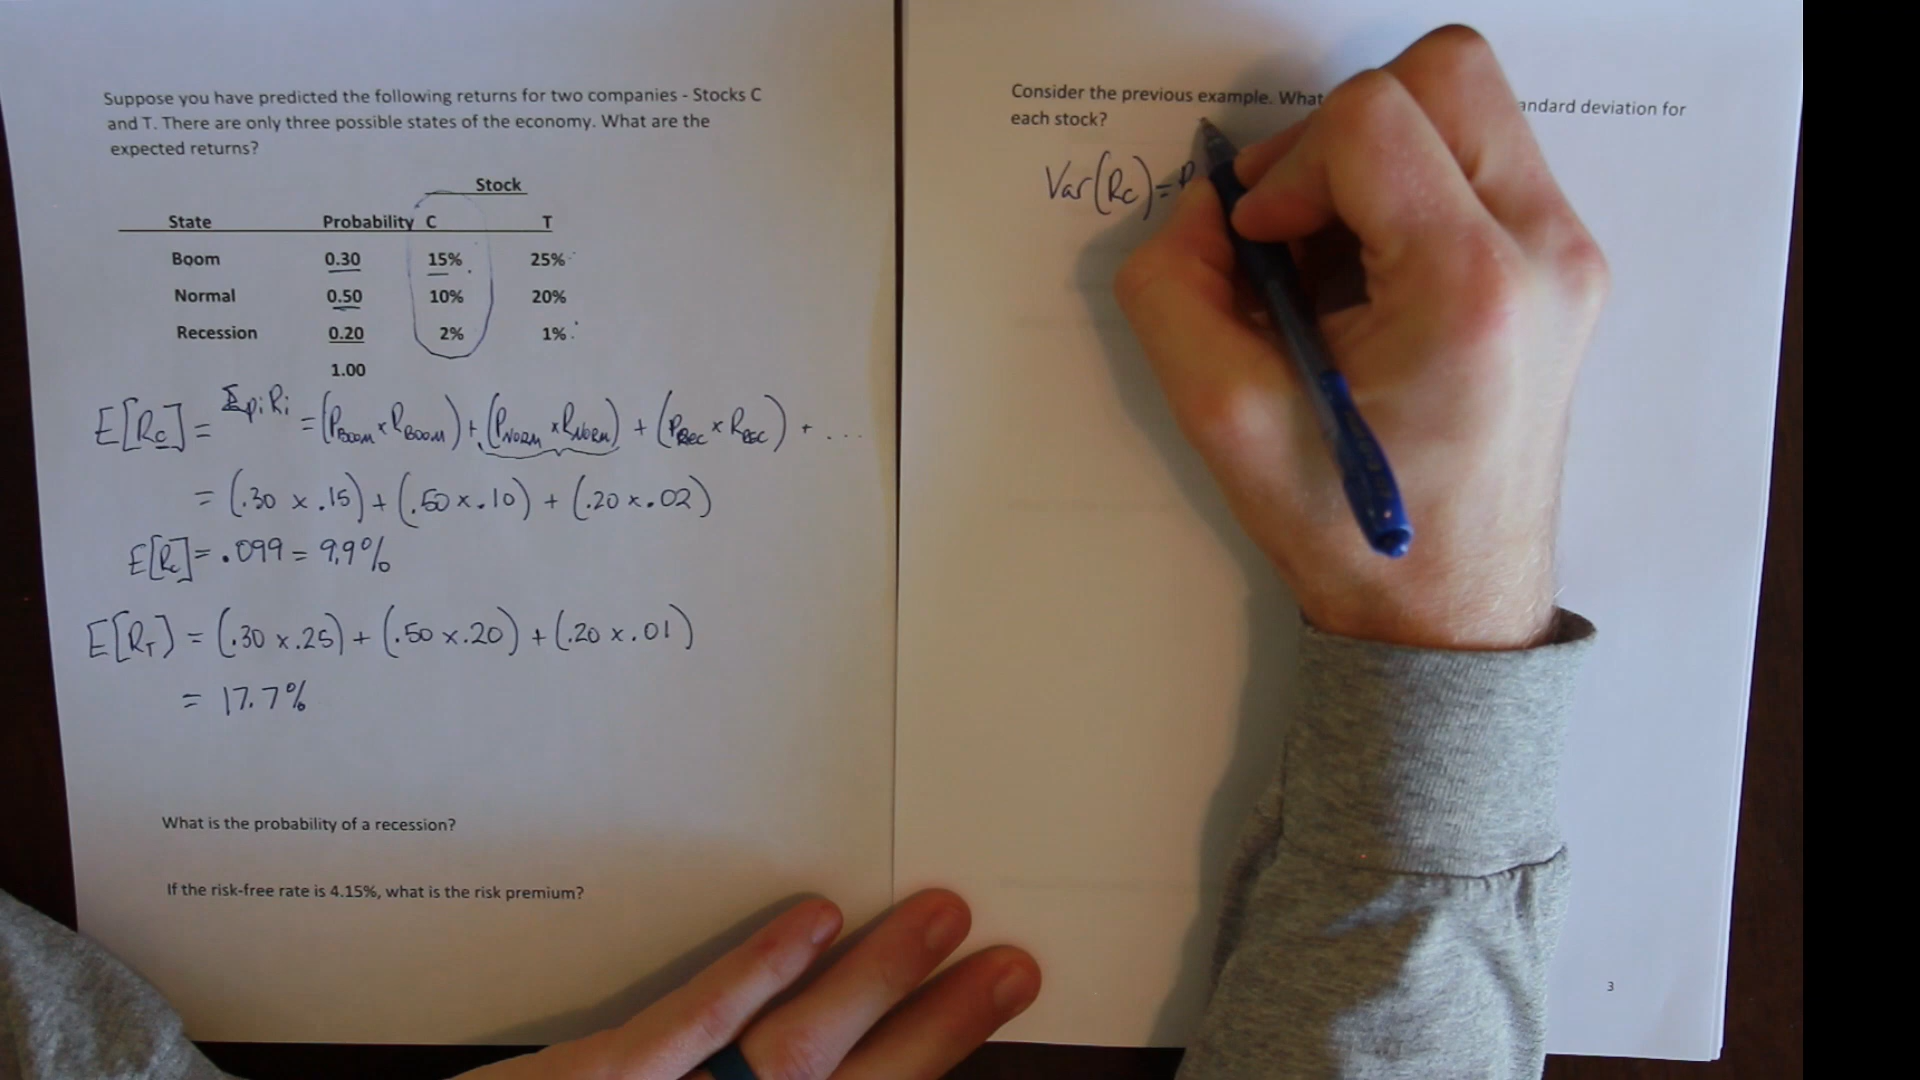 Suppose you have predicted the following returns for two companies - Stocks C
and T. There are only three possible states of the economy. What are the
expected returns?
Stock
State Probability C T
Boom 0.30 15% 25%
Normal 0.50 10% 20%
Recession 0.20 2% 1%
1.00
E[Rc] = Σpi Ri = (PBoom × RBoom) + (PNorm × RNorm) + (PRec × RRec) + ...
= (.30 × .15) + (.50 × .10) + (.20 × .02)
E[Rc] = .099 = 9.9%
E[RT) = (.30 × .25) + (.50 × .20) + (.20 × .01)
= 17.7%
What is the probability of a recession?
If the risk-free rate is 4.15%, what is the risk premium?
Consider the previous example. What andard deviation for
each stock?
Var(Rc) = P
3